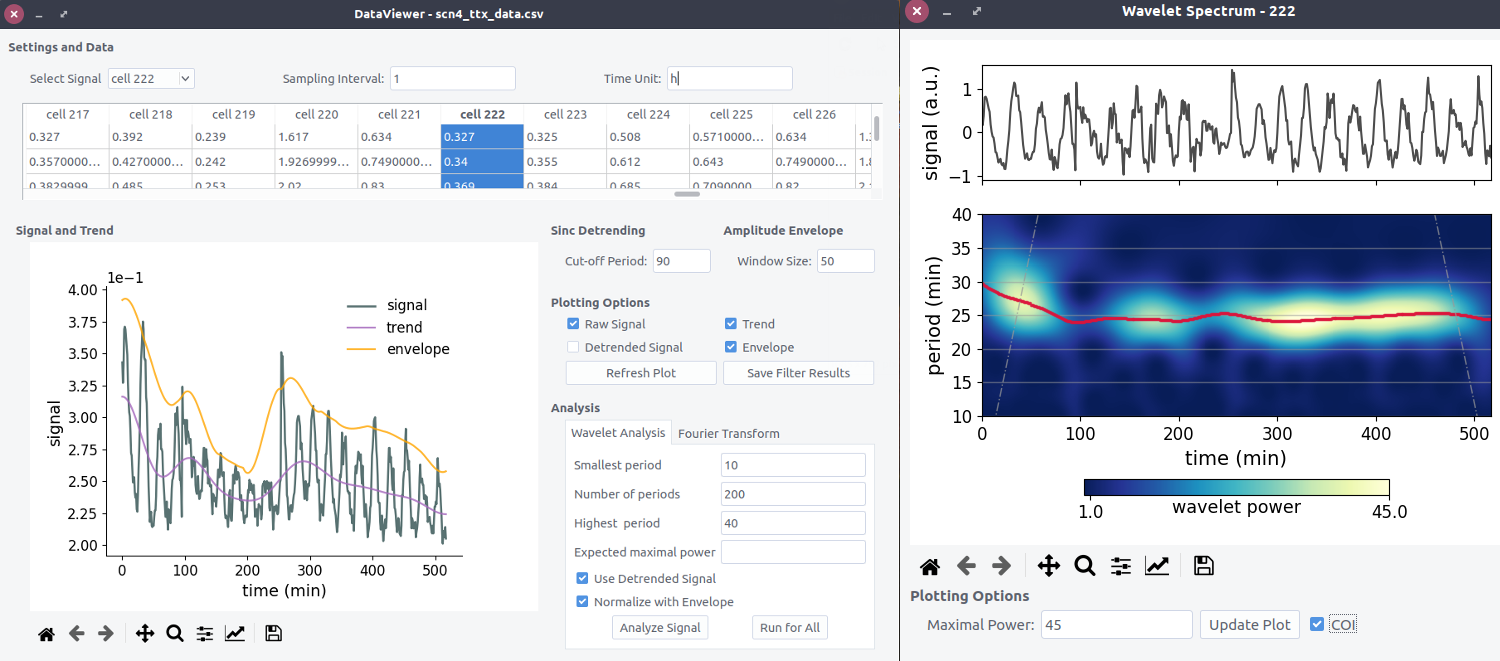 DataViewer - scn4_ttx_data.csv
Settings and Data
Select Signal cell 222 Sampling Interval: 1 Time Unit: h
cell 217 cell 218 cell 219 cell 220 cell 221 cell 222 cell 223 cell 224 cell 225 cell 226
0.327 0.392 0.239 1.617 0.634 0.327 0.325 0.508 0.5710000... 0.634
0.3570000... 0.4270000... 0.242 1.9269999... 0.7490000... 0.34 0.355 0.612 0.643 0.7490000...
0.3829999 0.485 0.253 2.02 0.83 0.369 0.384 0.685 0.7090000 0.82
Signal and Trend
1e−1
4.00
3.75
3.50
3.25
3.00
2.75
2.50
2.25
2.00
signal
signal
trend
envelope
0 100 200 300 400 500
time (min)
Sinc Detrending Amplitude Envelope
Cut-off Period: 90 Window Size: 50
Plotting Options
Raw Signal Trend
Detrended Signal Envelope
Refresh Plot Save Filter Results
Analysis
Wavelet Analysis Fourier Transform
Smallest period 10
Number of periods 200
Highest period 40
Expected maximal power
Use Detrended Signal
Normalize with Envelope
Analyze Signal Run for All
Wavelet Spectrum - 222
signal (a.u.)
1
0
−1
period (min)
40
35
30
25
20
15
10
0 100 200 300 400 500
time (min)
1.0 wavelet power 45.0
Plotting Options
Maximal Power: 45 Update Plot COI